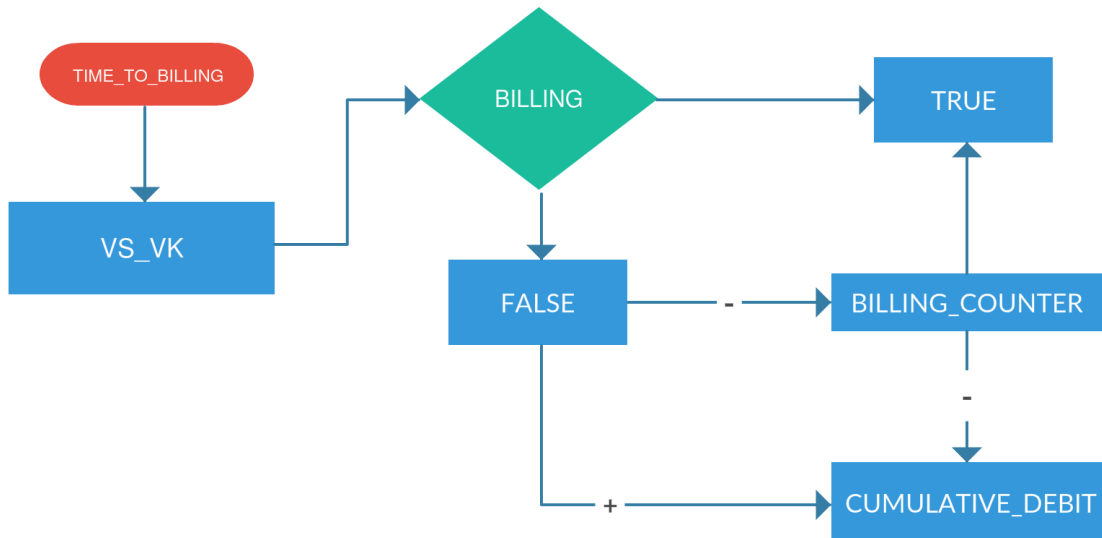 TIME_TO_BILLING
BILLING
TRUE
VS_VK
FALSE
-
BILLING_COUNTER
-
+
CUMULATIVE_DEBIT